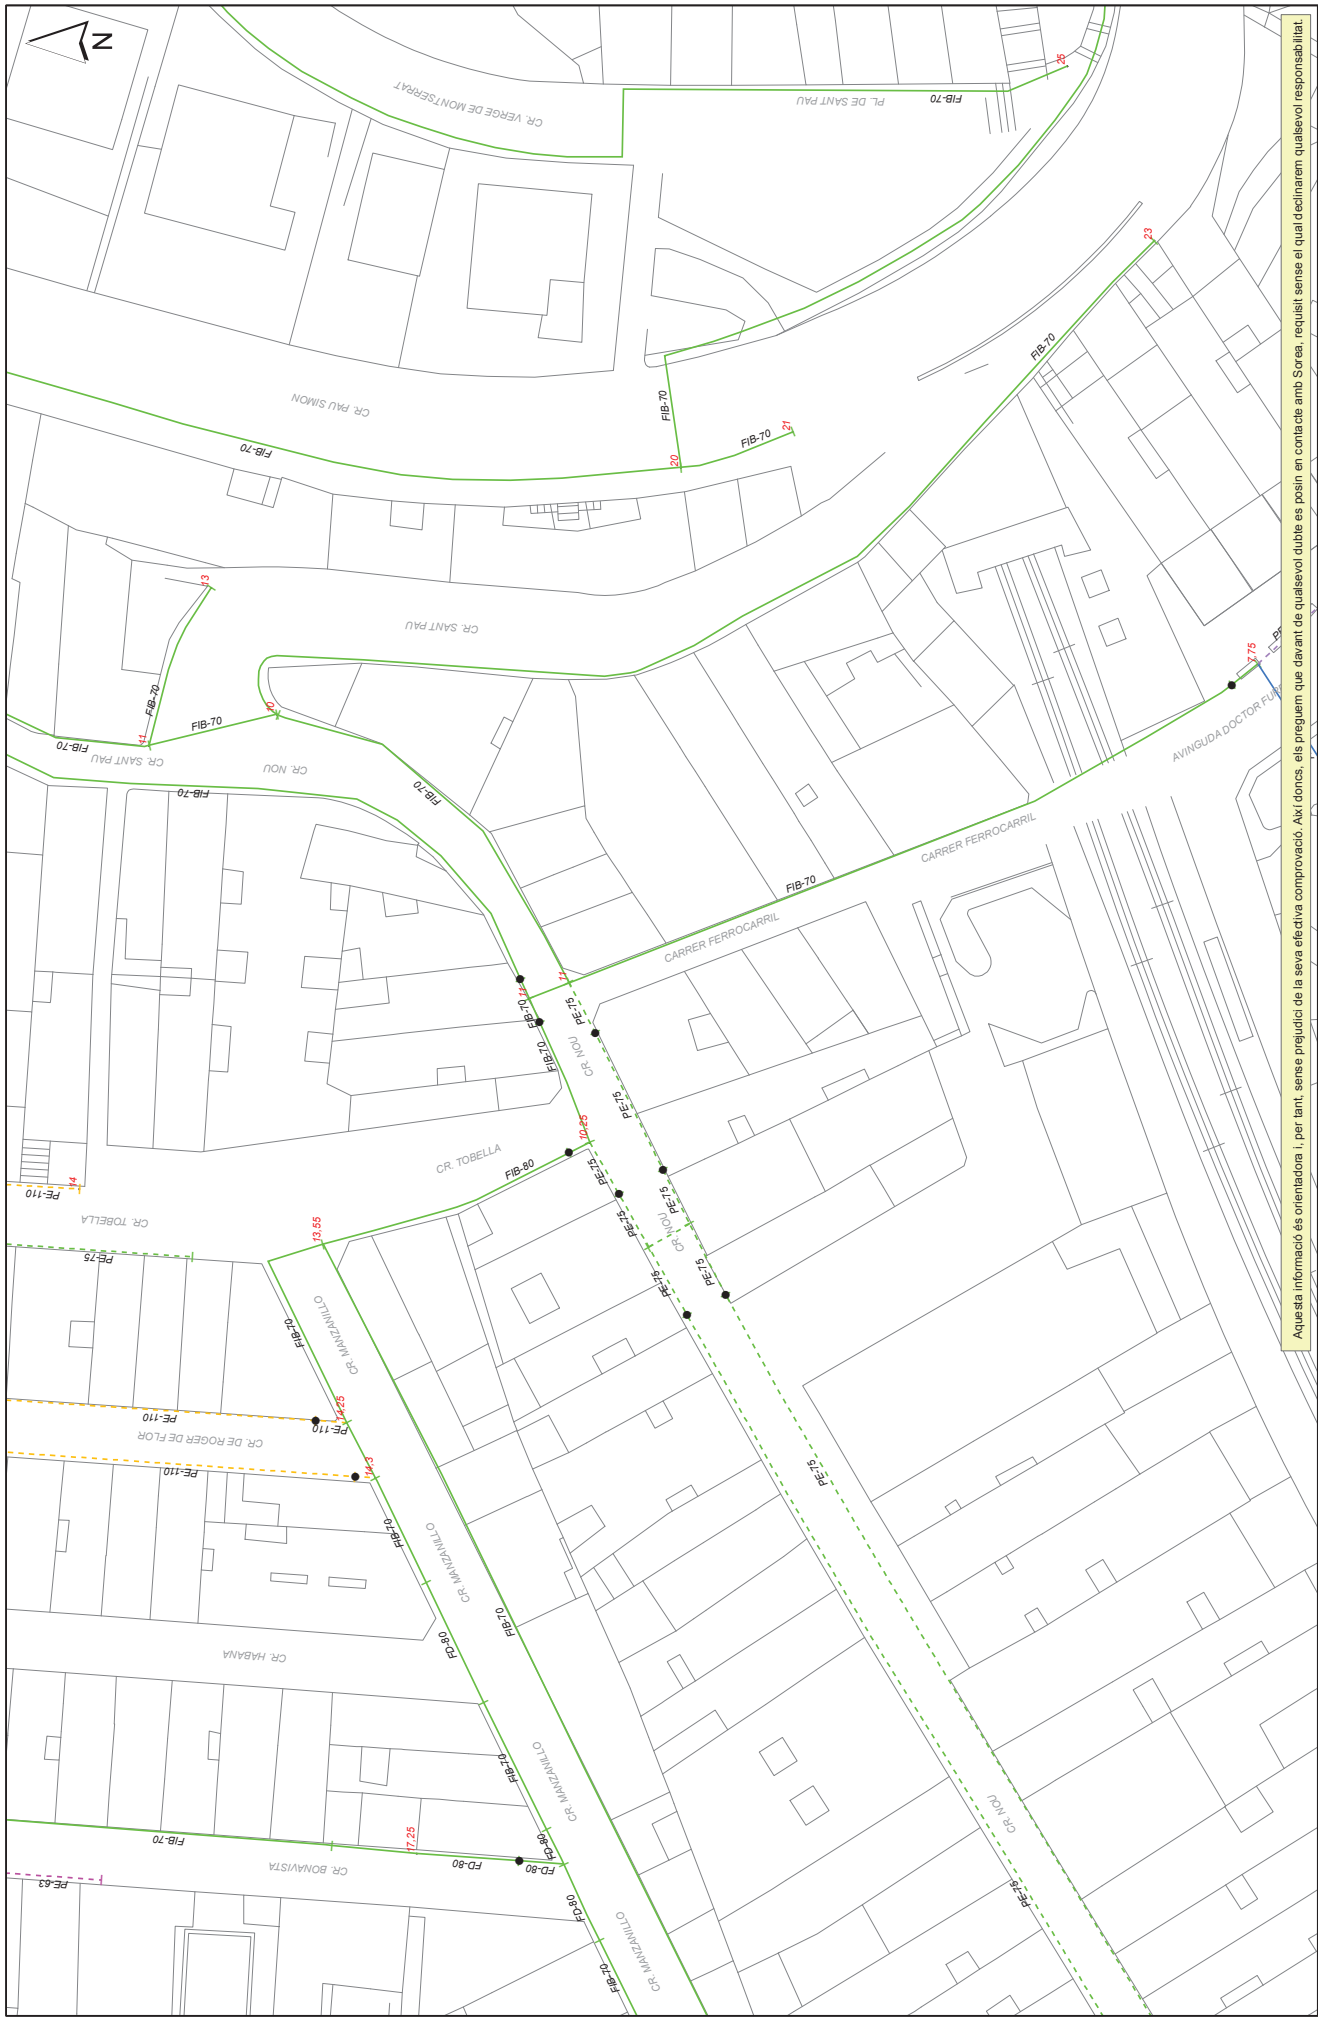 N
CR. VERGE DE MONTSERRAT
PL. DE SANT PAU
FIB-70
25
23
CR. PAU SIMON
FIB-70
FIB-70
20
FIB-70
21
FIB-70
13
CR. SANT PAU
FIB-70
10
FIB-70
11
FIB-70
CR. SANT PAU
CR. NOU
FIB-70
FIB-70
7,75
AVINGUDA DOCTOR
CARRER FERROCARRIL
FIB-70
CARRER FERROCARRIL
11
11
FIB-70
PE-75
FIB-70
CR. NOU
PE-75
10,25
CR. TOBELLA
FIB-80
PE-75
PE-75
PE-75
CR. NOU
PE-75
PE-75
14
PE-110
CR. TOBELLA
PE-75
13,55
FIB-70
CR. MANZANILLO
14,25
PE-110
PE-110
CR. DE ROGER DE FLOR
PE-110
14,3
PE-75
FIB-70
CR. MANZANILLO
FD-80
FIB-70
CR. HABANA
FIB-70
CR. MANZANILLO
CR. NOU
FIB-70
17,25
FD-80
FD-80
FD-80
CR. BONAVISTA
PE-63
FD-80
PE-75
CR. MANZANILLO
FIB-70
Aquesta informació és orientadora i, per tant, sense prejudici de la seva efectiva comprovació. Així doncs, els preguem que davant de qualsevol dubte es posin en contacte amb Sorea, requisit sense el qual declinarem qualsevol responsabilitat.